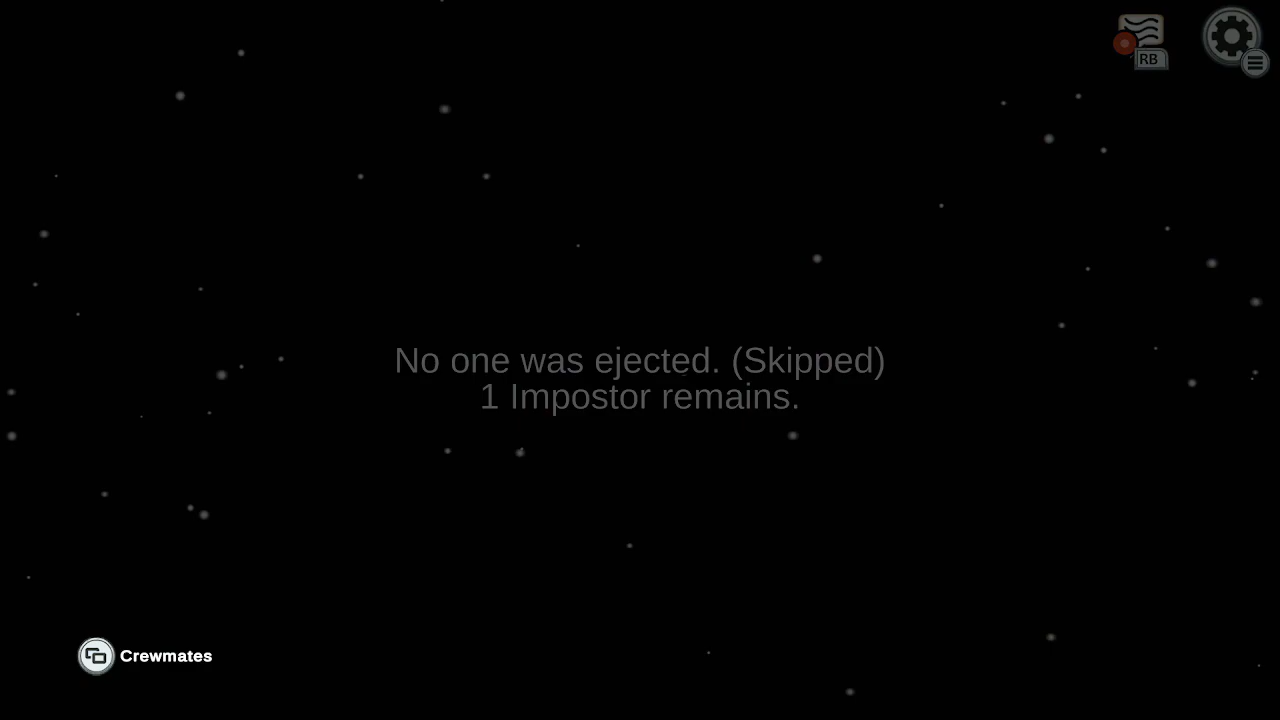 RB
No one was ejected. (Skipped)
1 Impostor remains.
Crewmates